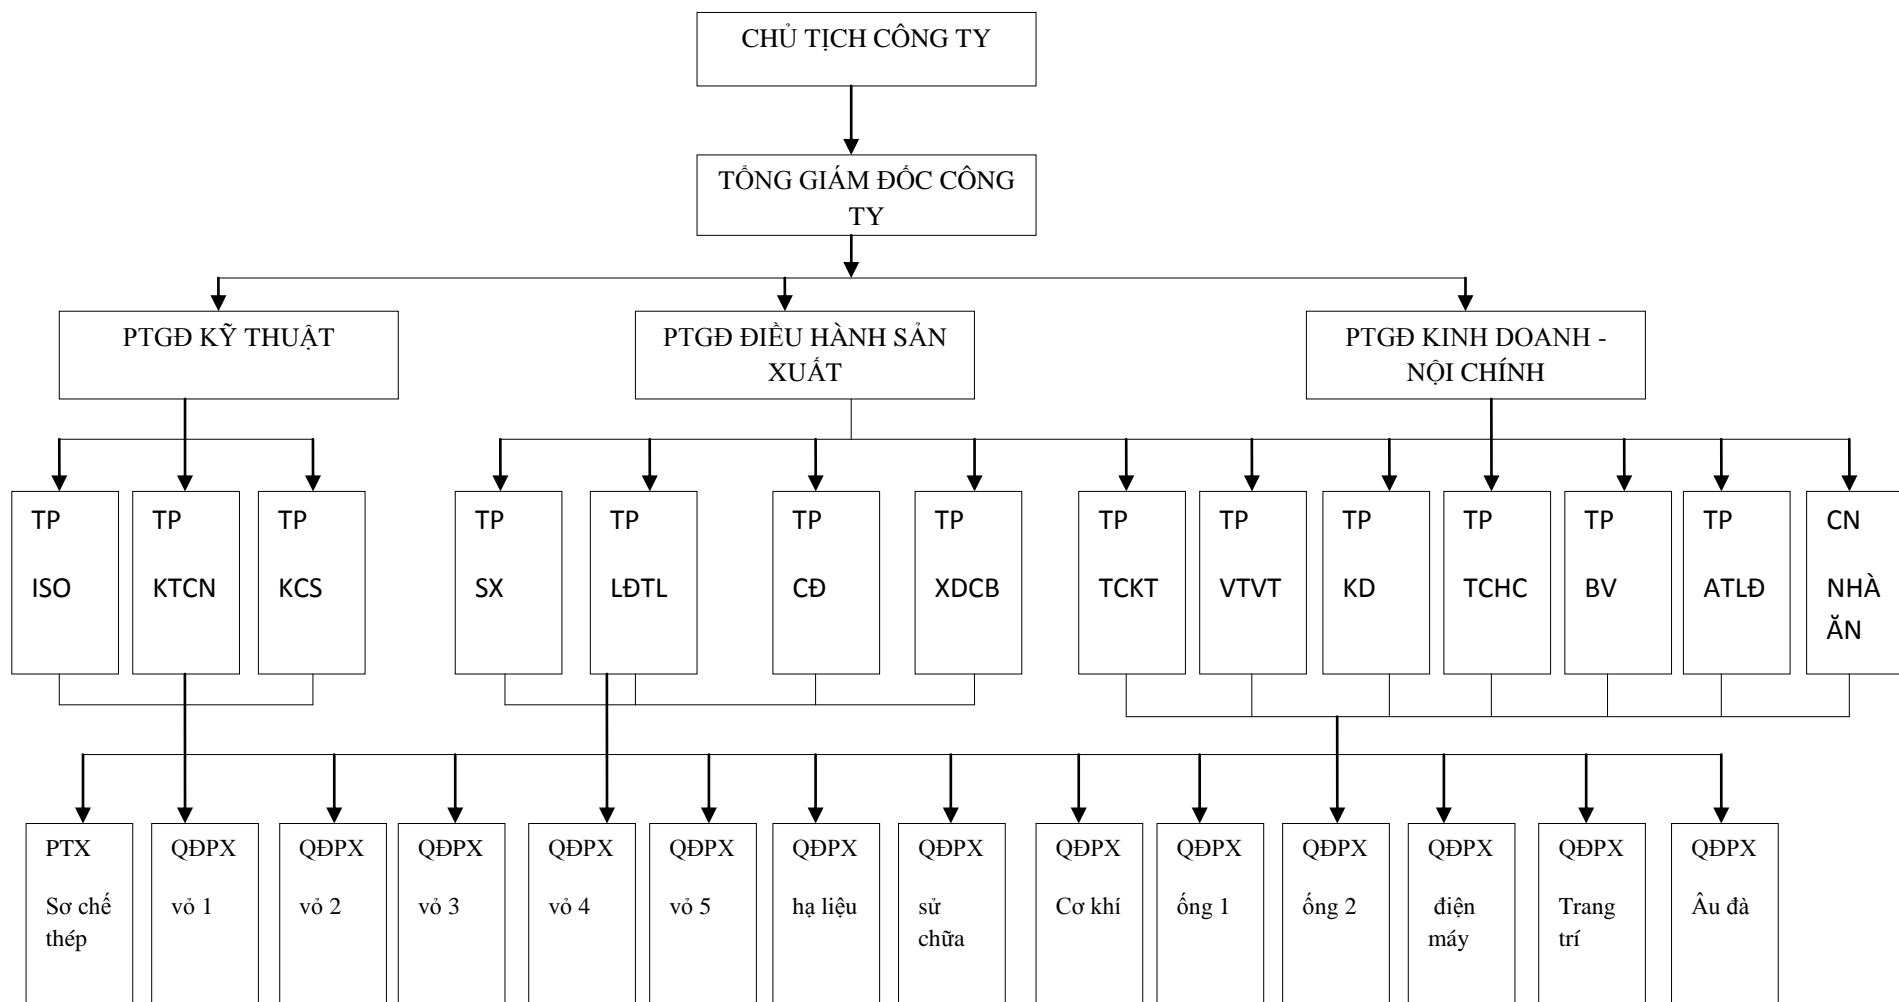 CHỦ TỊCH CÔNG TY
TỔNG GIÁM ĐỐC CÔNG
TY
PTGĐ KỸ THUẬT
PTGĐ ĐIỀU HÀNH SẢN
XUẤT
PTGĐ KINH DOANH -
NỘI CHÍNH
TP
ISO
TP
KTCN
TP
KCS
TP
SX
TP
LĐTL
TP
CĐ
TP
XDCB
TP
TCKT
TP
VTVT
TP
KD
TP
TCHC
TP
BV
TP
ATLĐ
CN
NHÀ
ĂN
PTX
Sơ chế
thép
QĐPX
vỏ 1
QĐPX
vỏ 2
QĐPX
vỏ 3
QĐPX
vỏ 4
QĐPX
vỏ 5
QĐPX
hạ liệu
QĐPX
sử
chữa
QĐPX
Cơ khí
QĐPX
ống 1
QĐPX
ống 2
QĐPX
điện
máy
QĐPX
Trang
trí
QĐPX
Âu đà